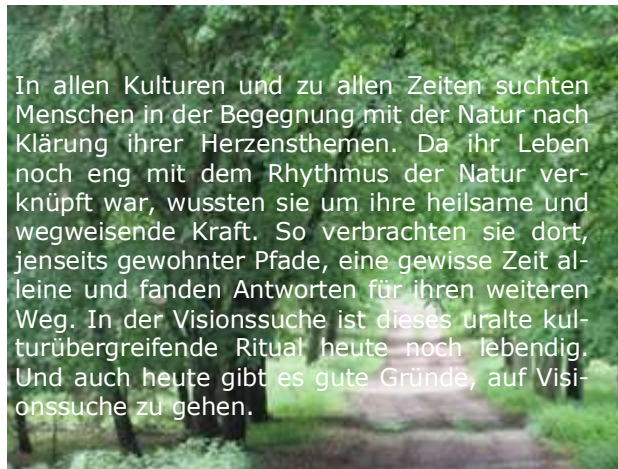 In allen Kulturen und zu allen Zeiten suchten
Menschen in der Begegnung mit der Natur nach
Klärung ihrer Herzensthemen. Da ihr Leben
noch eng mit dem Rhythmus der Natur ver-
knüpft war, wussten sie um ihre heilsame und
wegweisende Kraft. So verbrachten sie dort,
jenseits gewohnter Pfade, eine gewisse Zeit al-
leine und fanden Antworten für ihren weiteren
Weg. In der Visionssuche ist dieses uralte kul-
turübergreifende Ritual heute noch lebendig.
Und auch heute gibt es gute Gründe, auf Visi-
onssuche zu gehen.